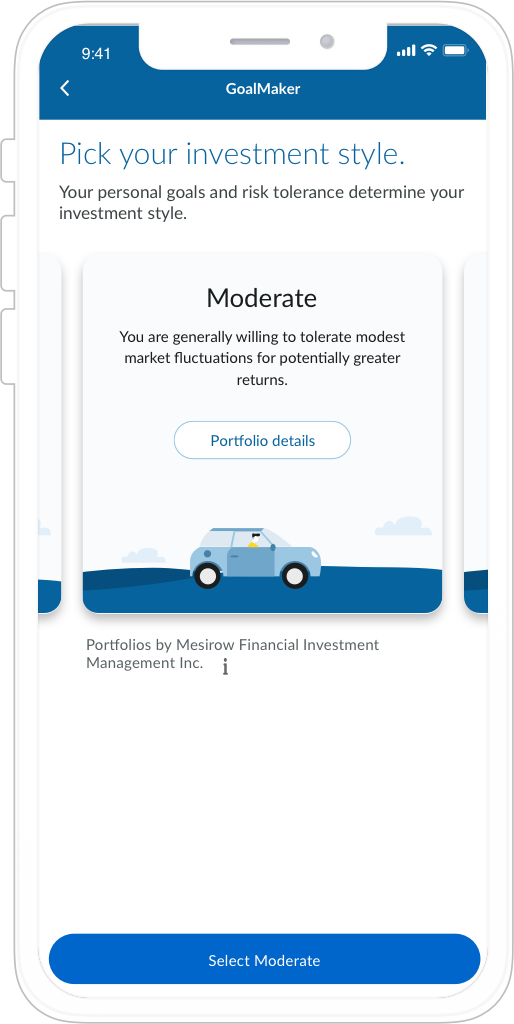 9:41
GoalMaker
Pick your investment style.
Your personal goals and risk tolerance determine your
investment style.
Moderate
You are generally willing to tolerate modest
market fluctuations for potentially greater
returns.
Portfolio details
Portfolios by Mesirow Financial Investment
Management Inc. i
Select Moderate